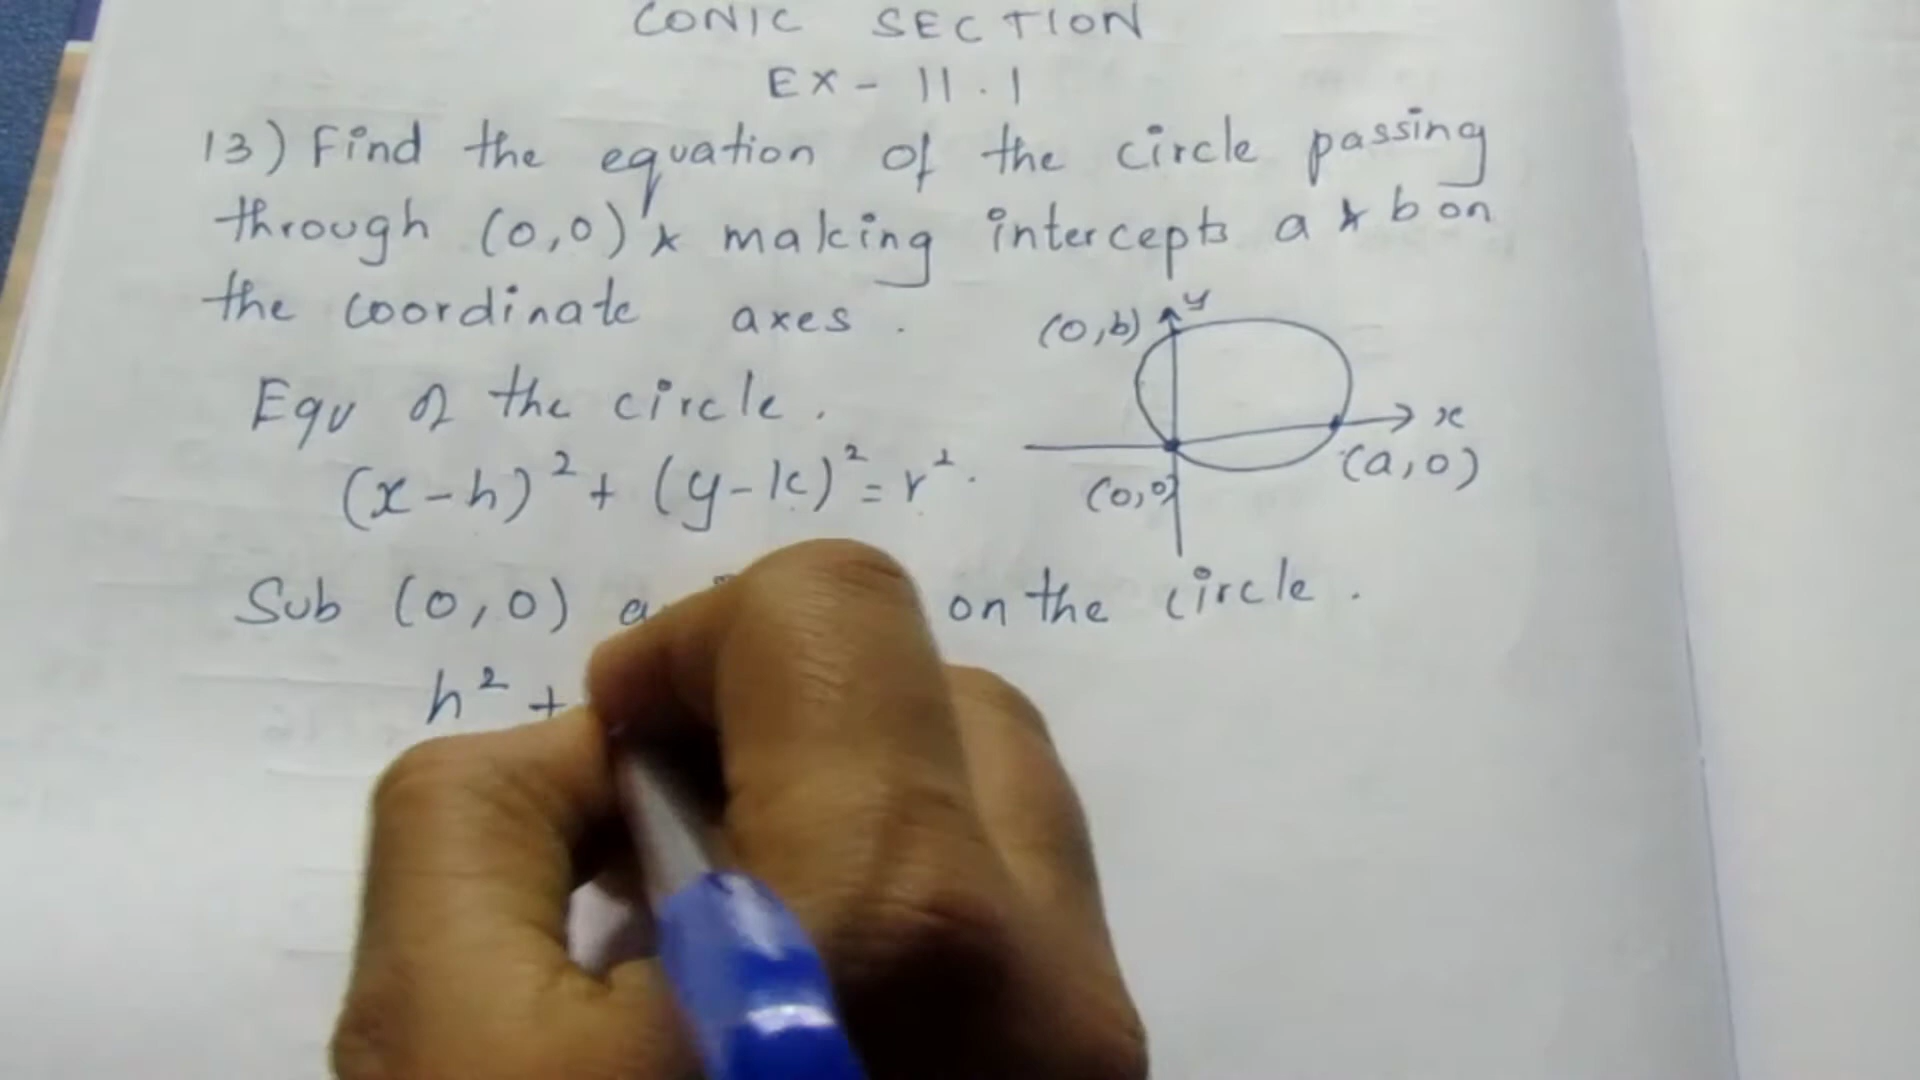 CONIC SECTION
EX - 11.1
13) Find the equation of the circle passing
through (0,0) & making intercepts a & b on
the coordinate axes.
(0,b) y
x
(a,0)
(0,0)
Equ of the circle.
(x-h)² + (y-k)² = r².
Sub (0,0) on the circle.
h² +